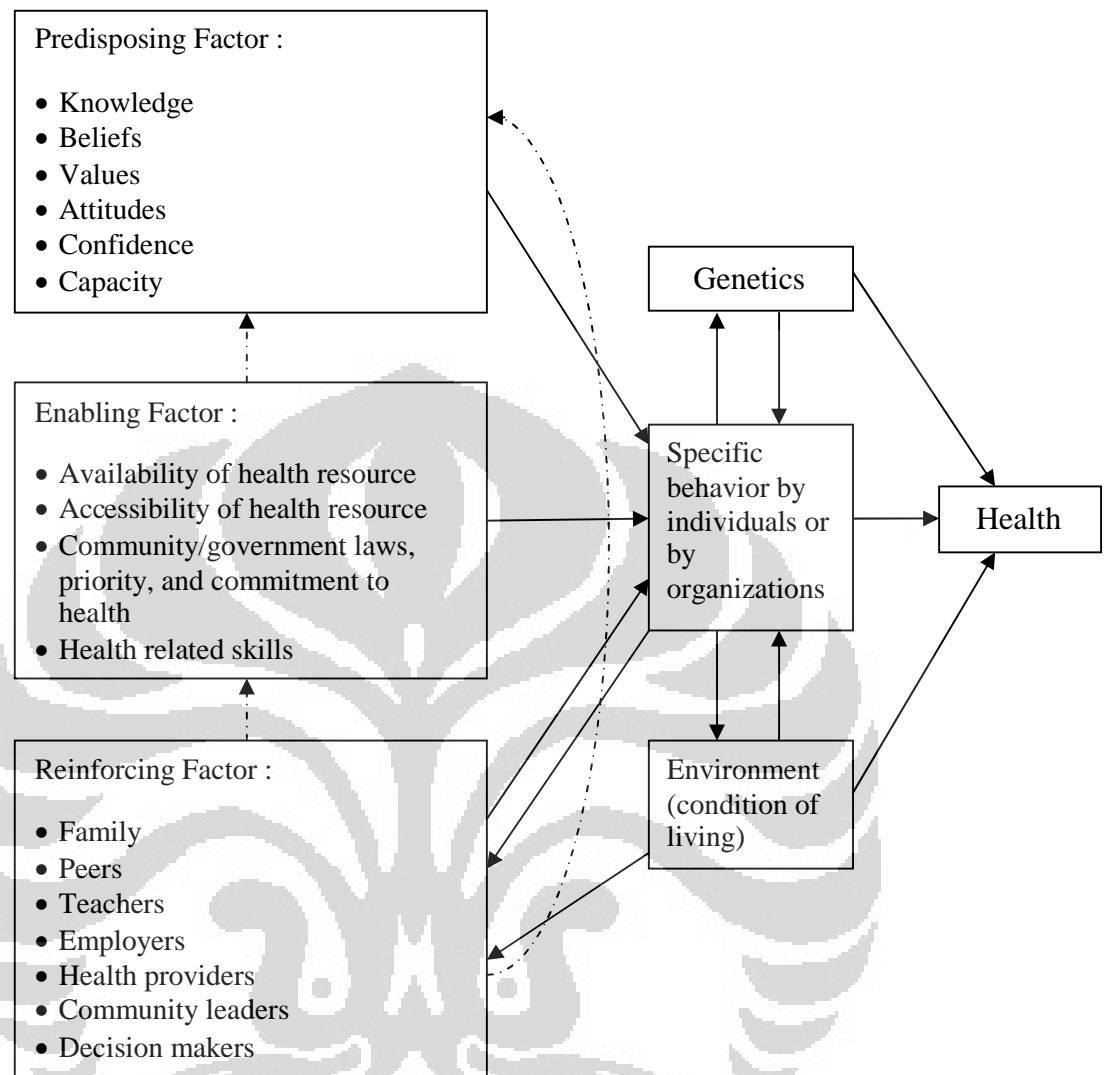 Predisposing Factor :
• Knowledge
• Beliefs
• Values
• Attitudes
• Confidence
• Capacity
Enabling Factor :
• Availability of health resource
• Accessibility of health resource
• Community/government laws,
priority, and commitment to
health
• Health related skills
Reinforcing Factor :
• Family
• Peers
• Teachers
• Employers
• Health providers
• Community leaders
• Decision makers
Genetics
Specific
behavior by
individuals or
by
organizations
Environment
(condition of
living)
Health